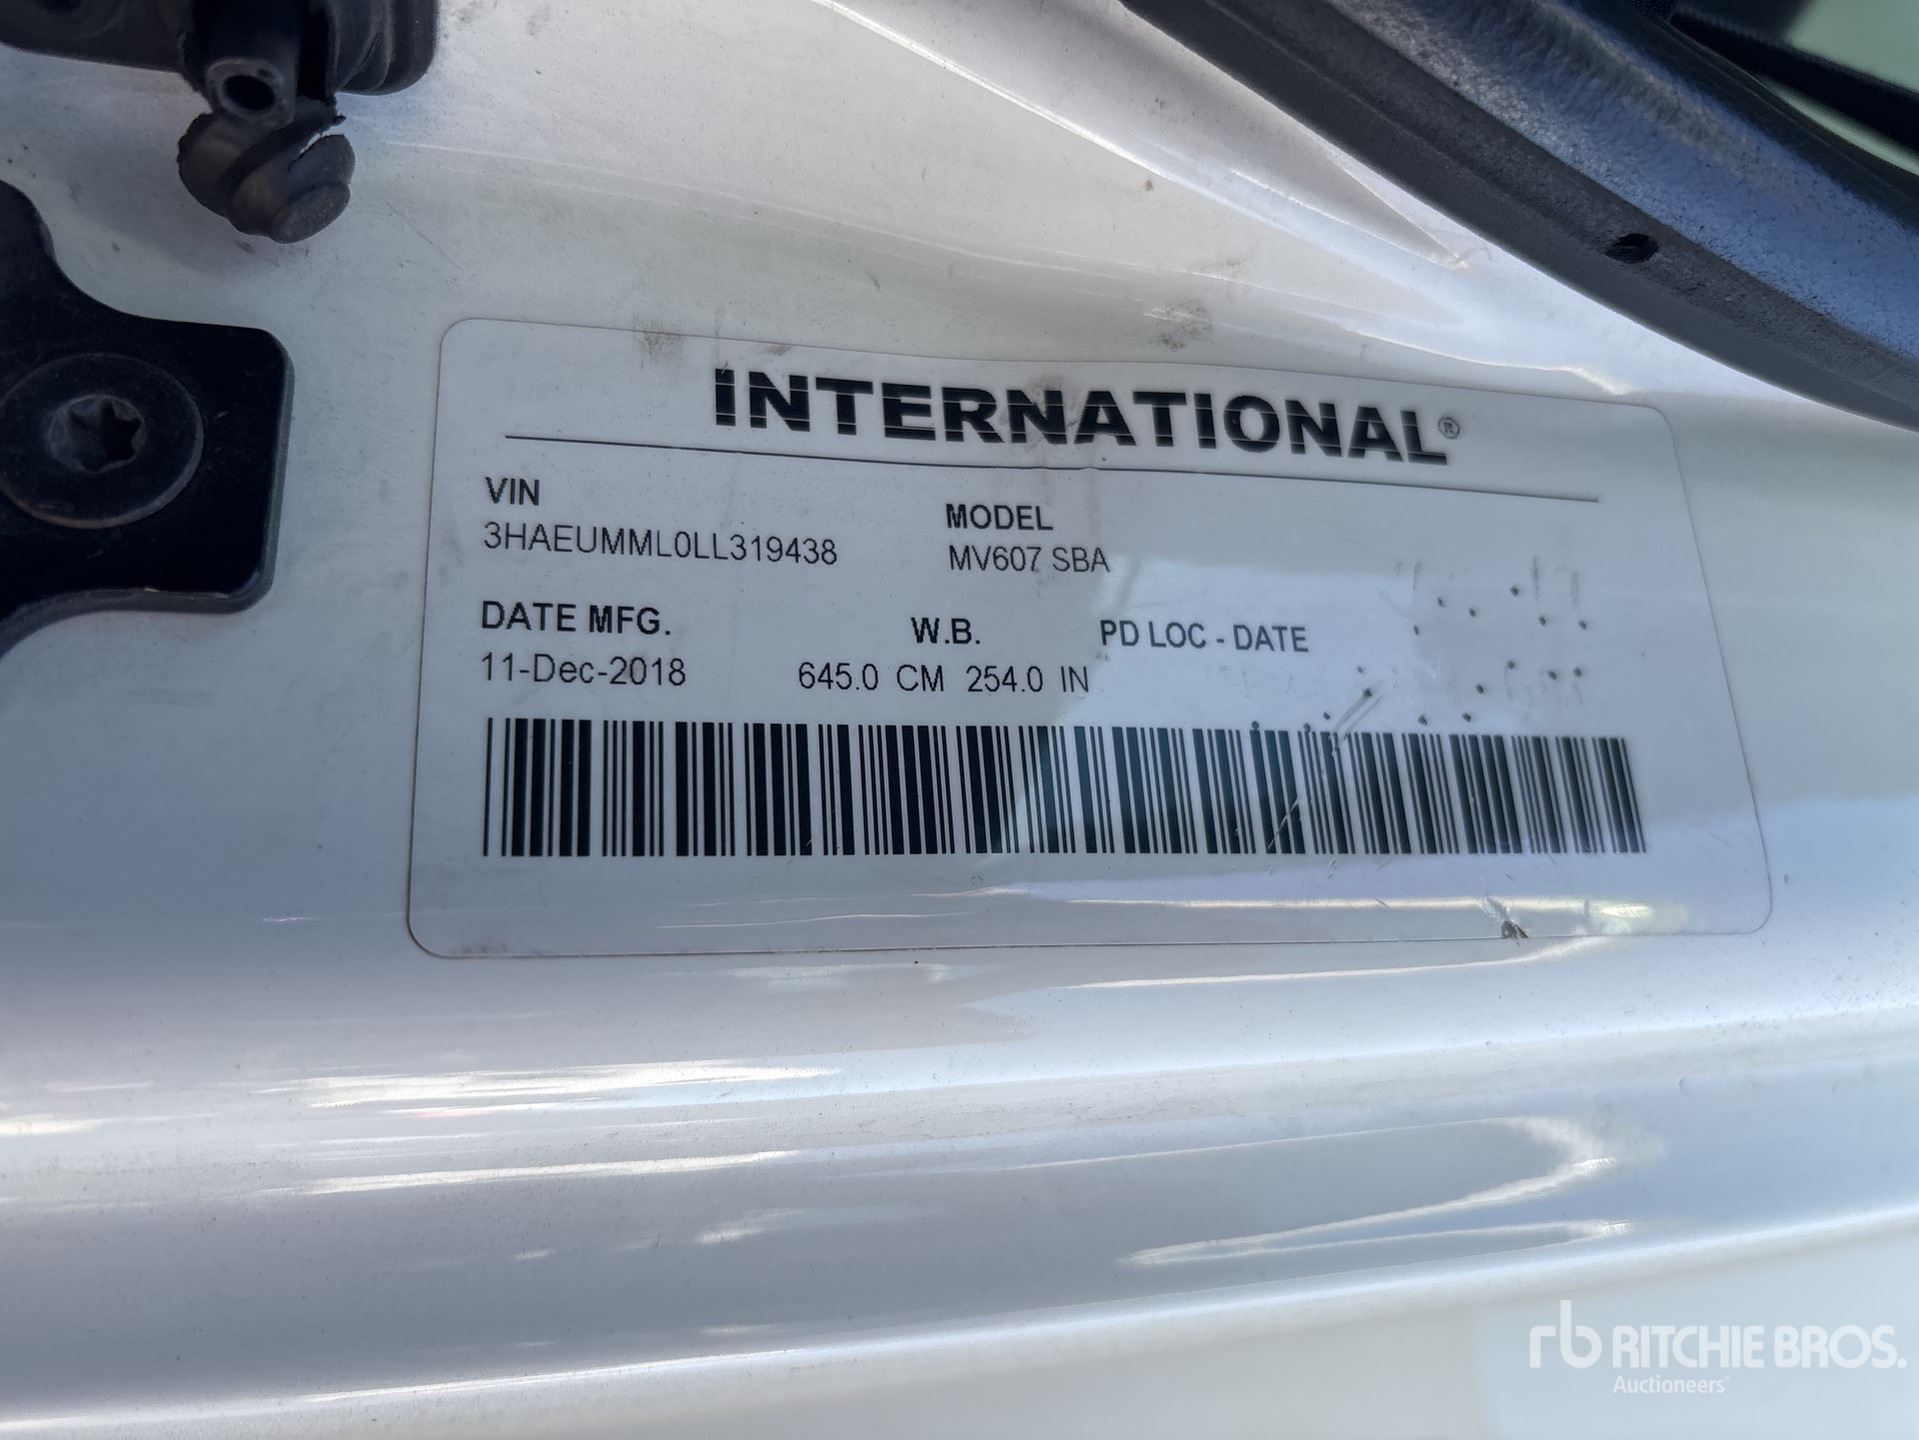 INTERNATIONAL®
VIN
3HAEUMML0LL319438
MODEL
MV607 SBA
DATE MFG.
11-Dec-2018
W.B.
645.0 CM 254.0 IN
PD LOC - DATE
rb RITCHIE BROS.
Auctioneers